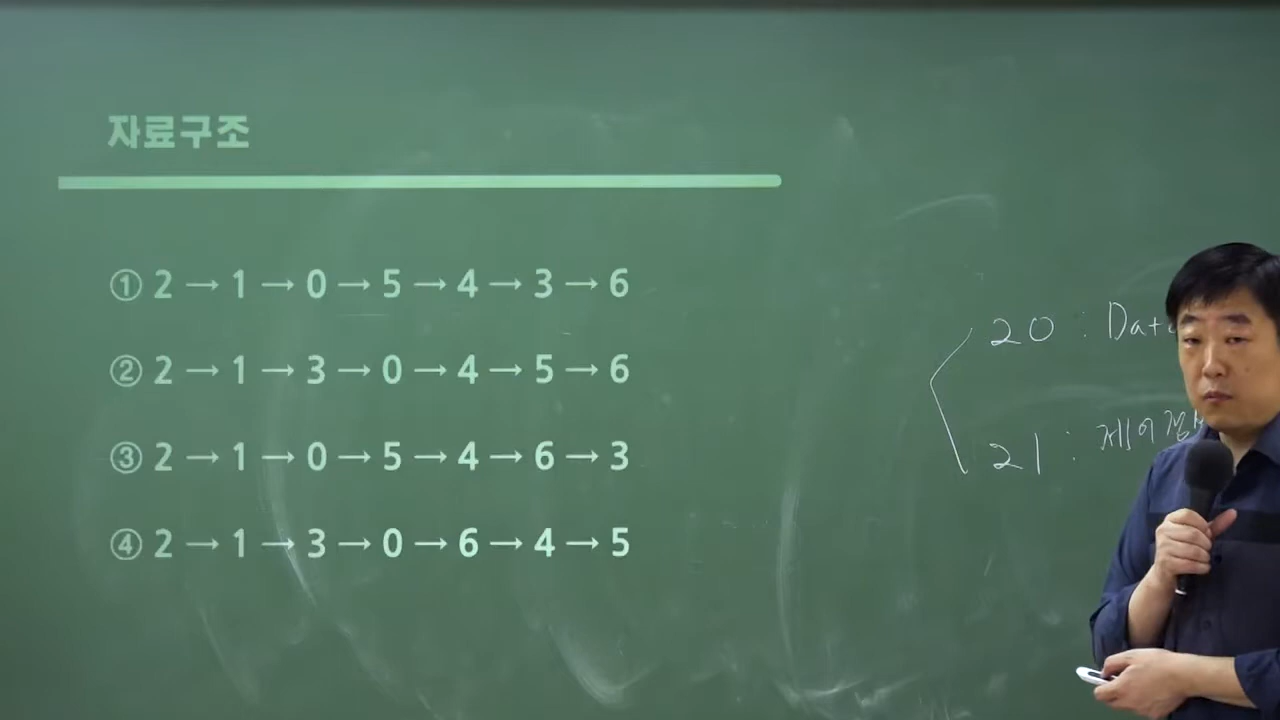 자료구조
① 2 → 1 → 0 → 5 → 4 → 3 → 6
② 2 → 1 → 3 → 0 → 4 → 5 → 6
③ 2 → 1 → 0 → 5 → 4 → 6 → 3
④ 2 → 1 → 3 → 0 → 6 → 4 → 5
20 :
21 :